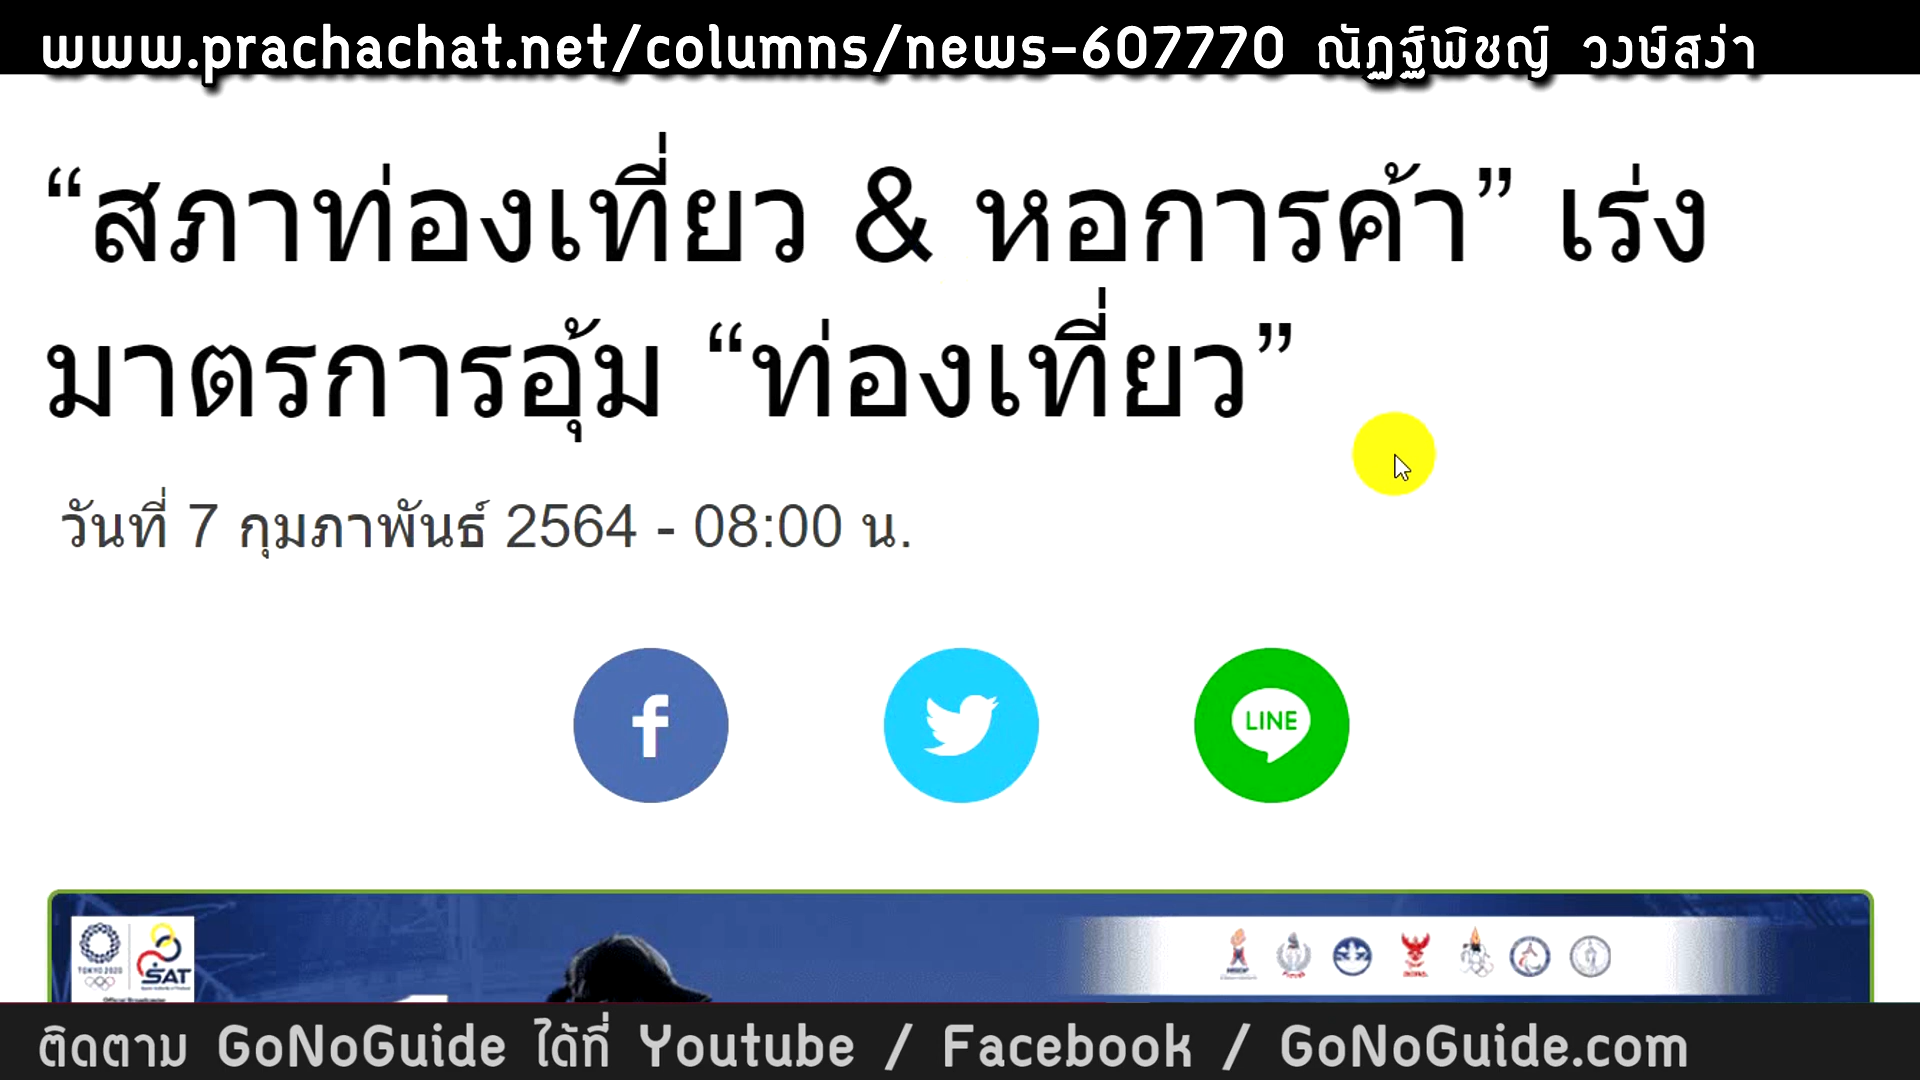 www.prachachat.net/columns/news-607770 ณัฏฐ์พิชญ์ วงษ์สง่า
“สภาท่องเที่ยว & หอการค้า” เร่ง
มาตรการอุ้ม “ท่องเที่ยว”
วันที่ 7 กุมภาพันธ์ 2564 - 08:00 น.
f
LINE
TOKYO 2020
SAT
ติดตาม GoNoGuide ได้ที่ Youtube / Facebook / GoNoGuide.com